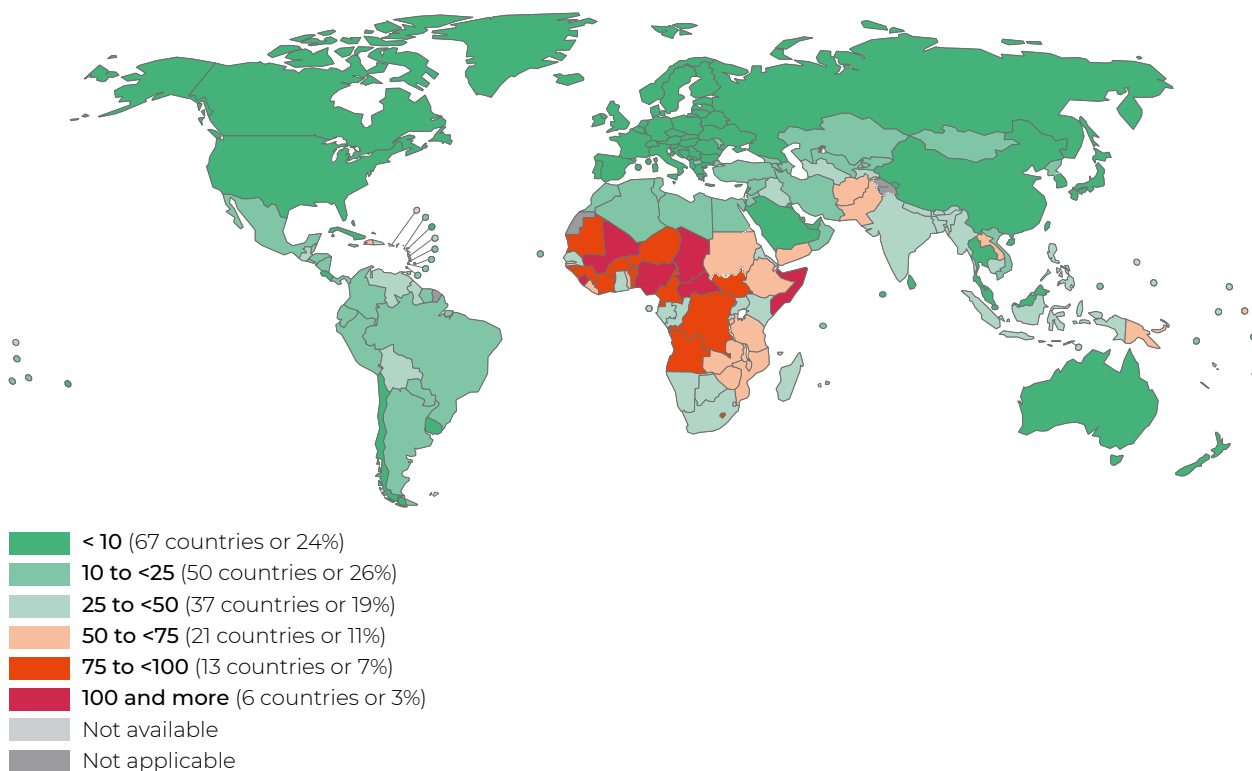 < 10 (67 countries or 24%)
10 to <25 (50 countries or 26%)
25 to <50 (37 countries or 19%)
50 to <75 (21 countries or 11%)
75 to <100 (13 countries or 7%)
100 and more (6 countries or 3%)
Not available
Not applicable